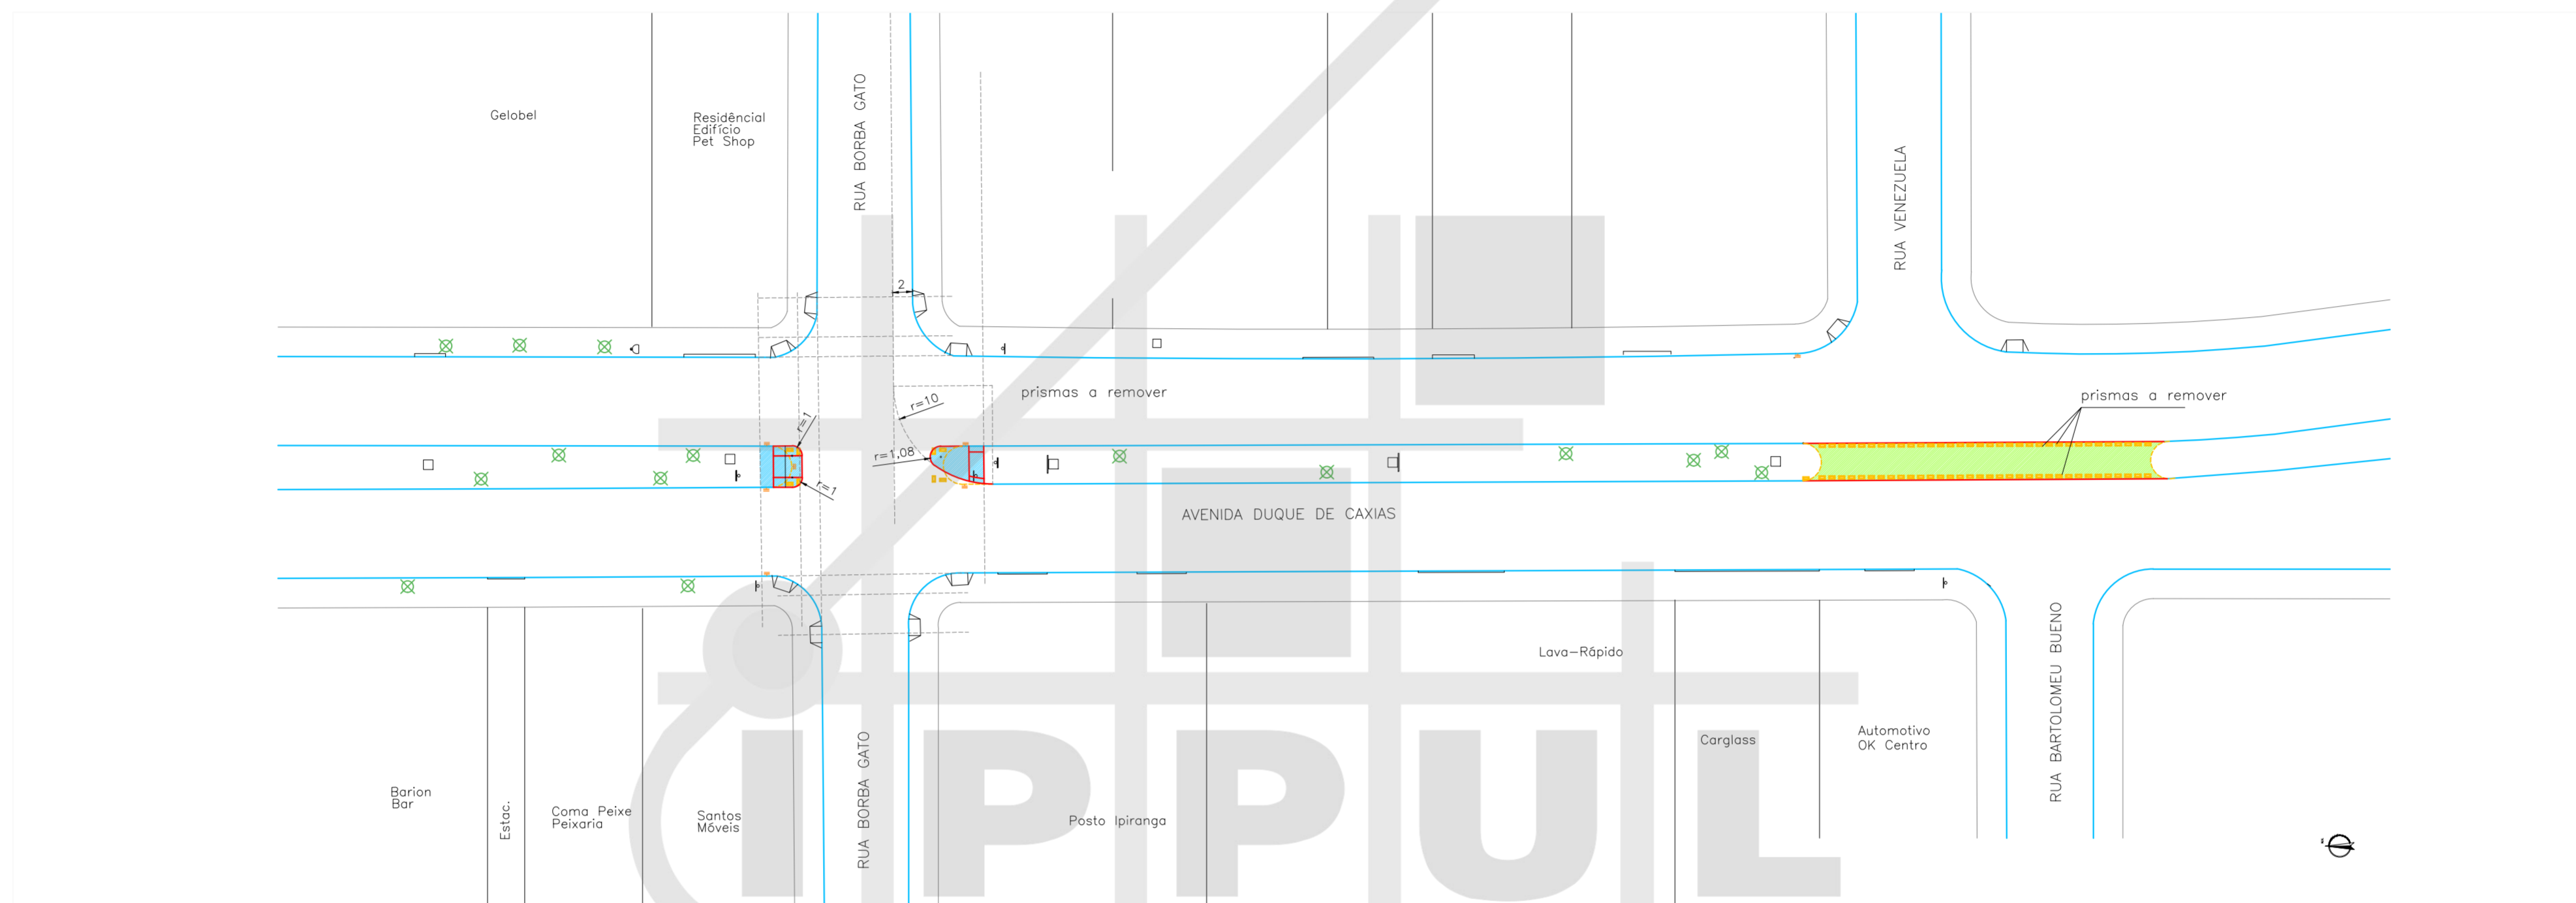 Gelobel
Residêncial
Edifício
Pet Shop
RUA BORBA GATO
RUA VENEZUELA
2
prismas a remover
r=10
r=1
r=1,08
r=1
prismas a remover
AVENIDA DUQUE DE CAXIAS
Lava-Rápido
Carglass
Automotivo
OK Centro
RUA BARTOLOMEU BUENO
Barion
Bar
Estac.
Coma Peixe
Peixaria
Santos
Móveis
RUA BORBA GATO
Posto Ipiranga
IPPUL